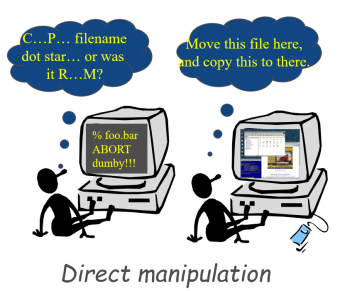 C…P… filename
dot star… or was
it R…M?
Move this file here,
and copy this to there.
% foo.bar
ABORT
dumby!!!
Direct manipulation